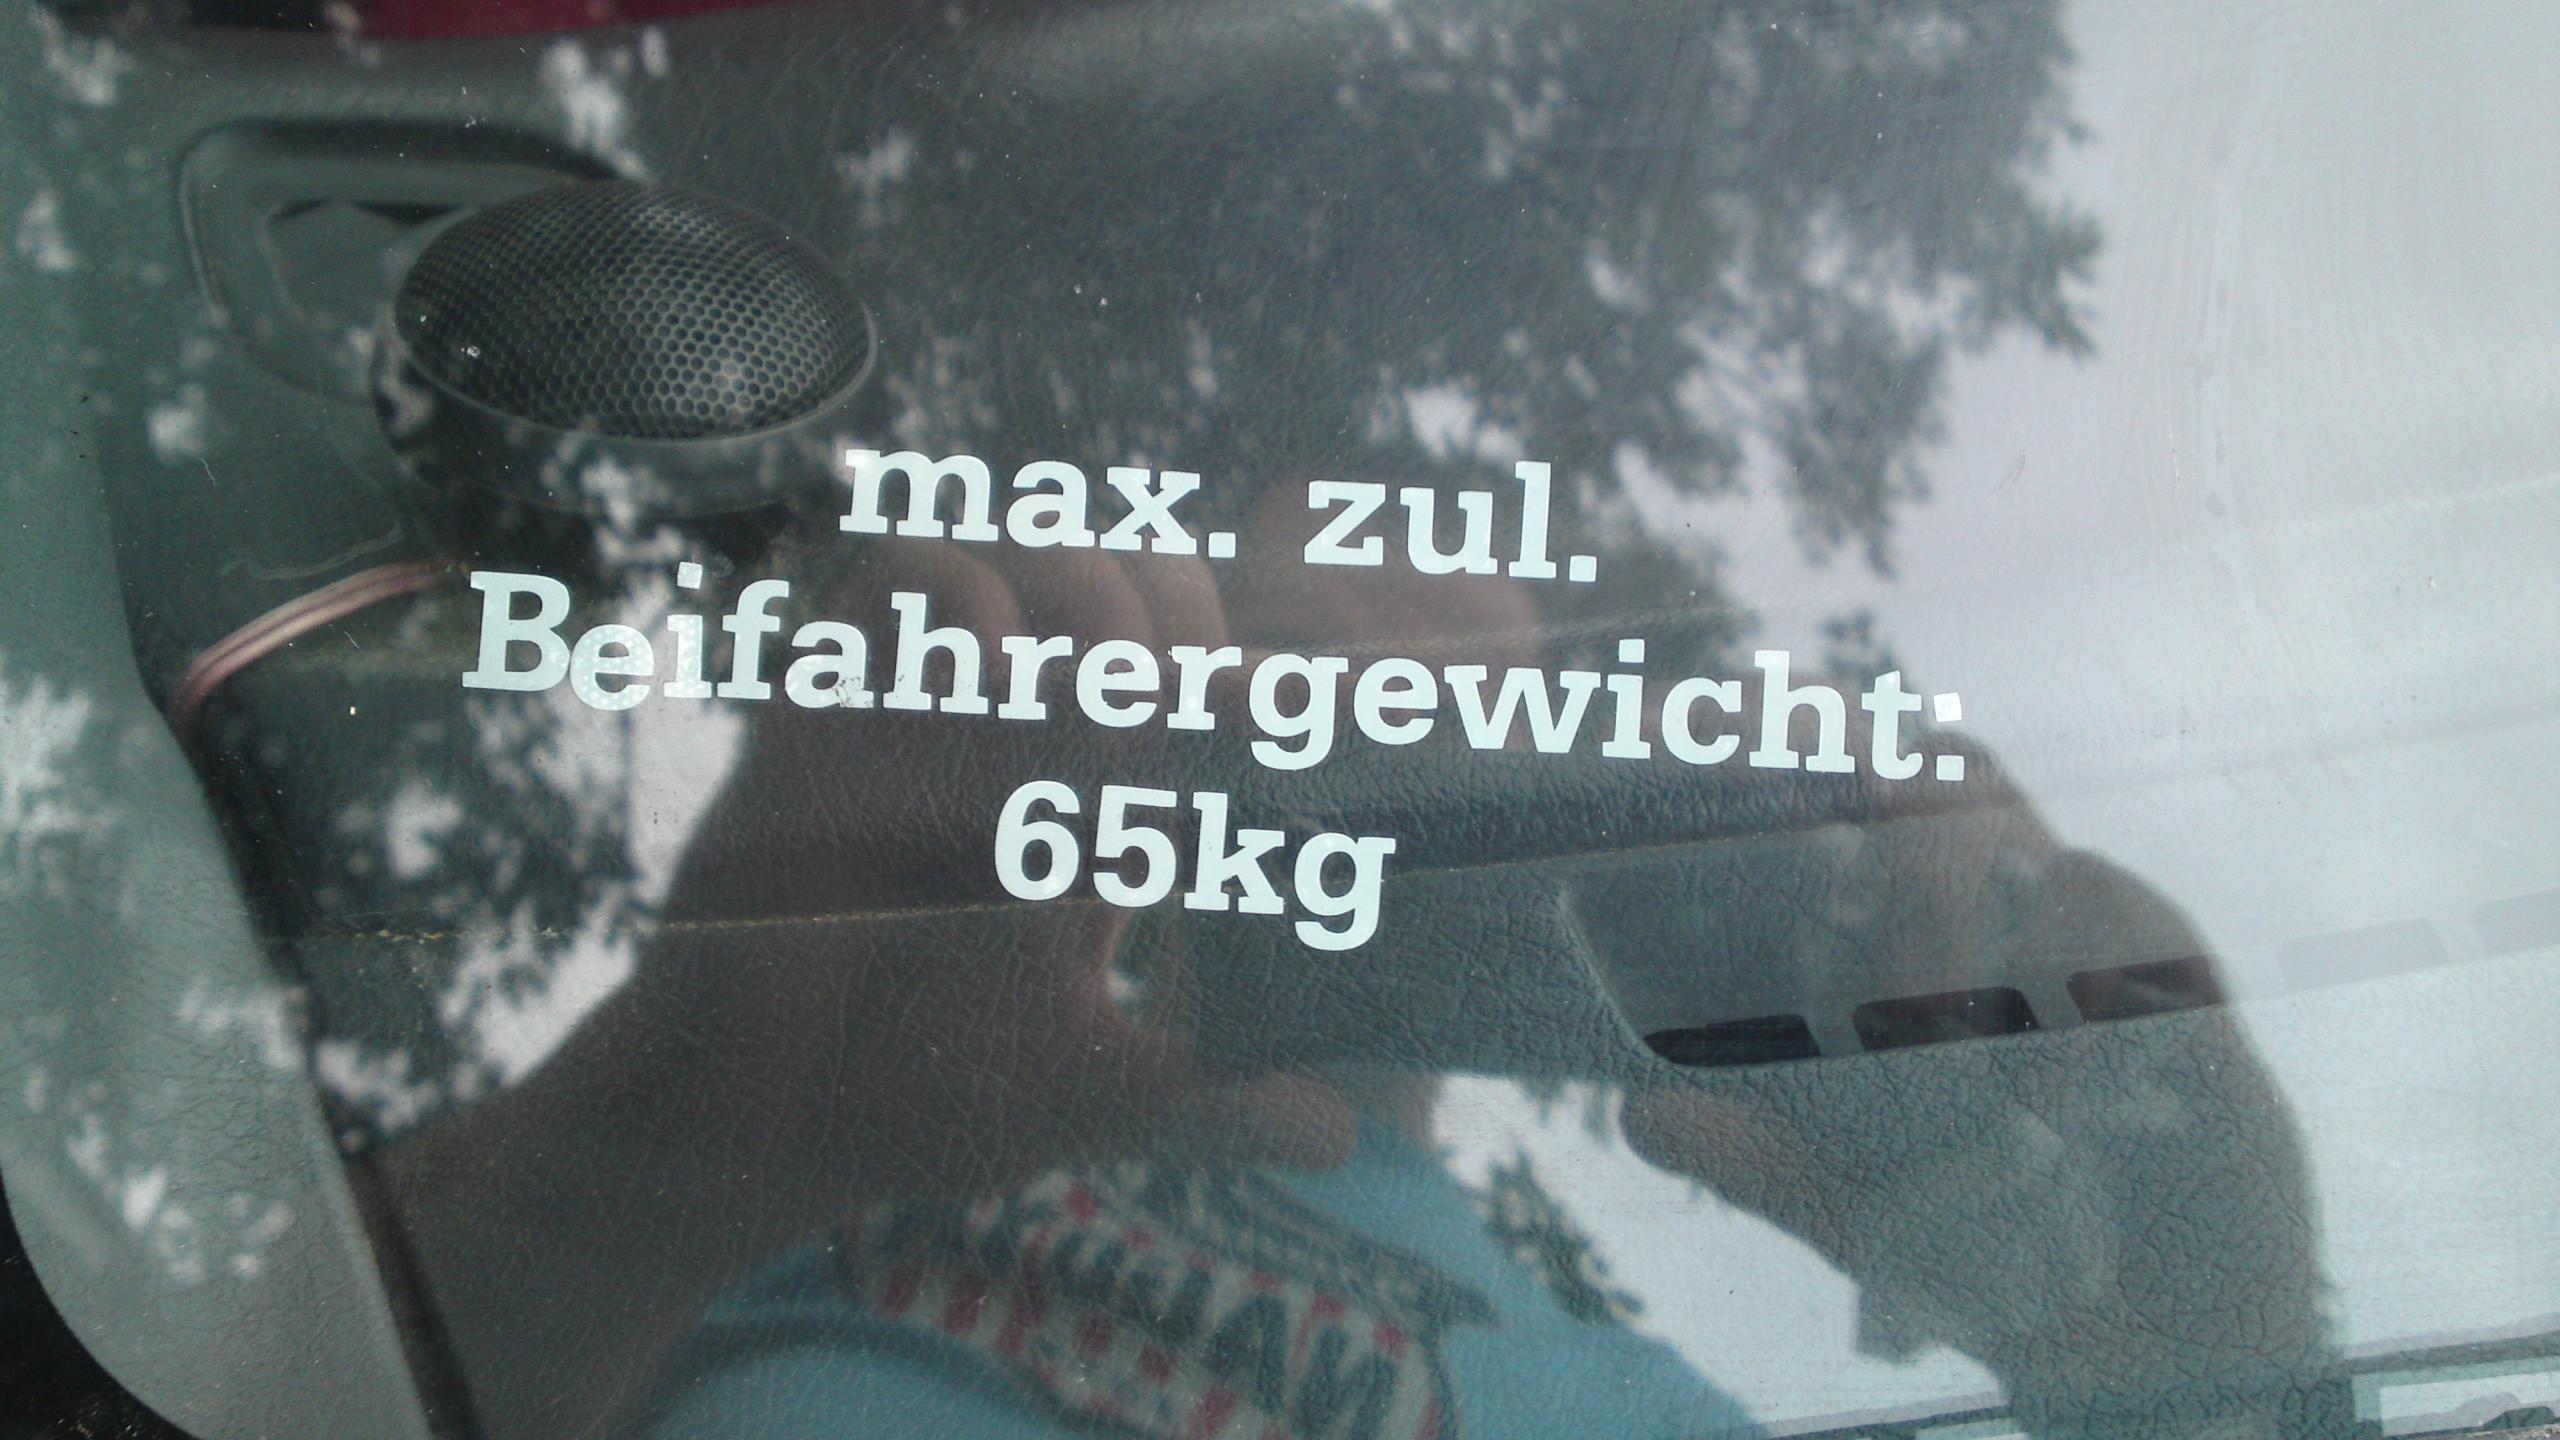 max. zul.
Beifahrergewicht:
65kg